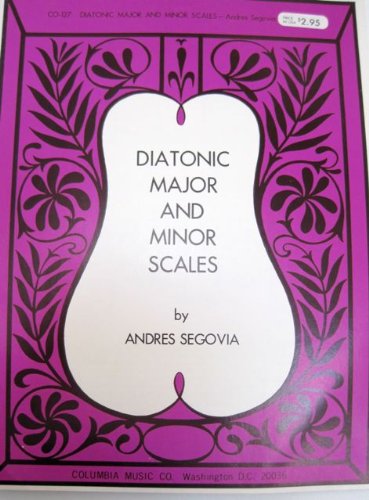 CO-127 DIATONIC MAJOR AND MINOR SCALES - Andres Segovia
$2.95
DIATONIC
MAJOR
AND
MINOR
SCALES
by
ANDRES SEGOVIA
COLUMBIA MUSIC CO. Washington D.C. 20036